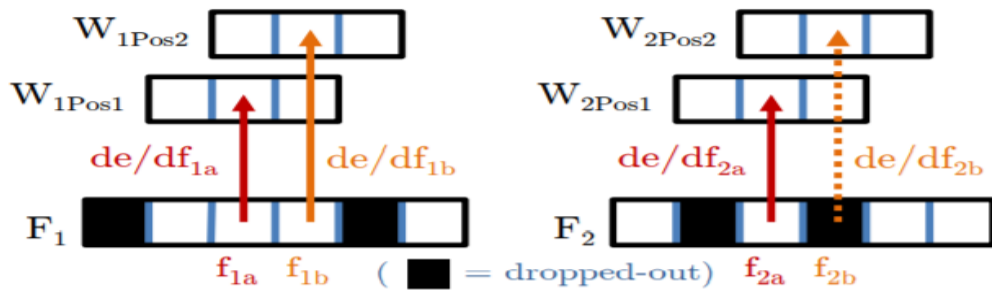 W1Pos2 W2Pos2
W1Pos1 W2Pos1
de/df1a de/df1b de/df2a de/df2b
F1 F2
f1a f1b ( = dropped-out) f2a f2b